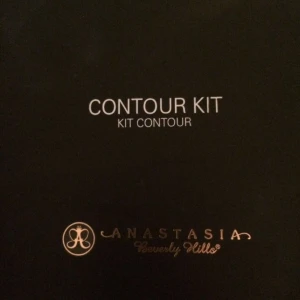 CONTOUR KIT
KIT CONTOUR
ANASTASIA
Beverly Hills®